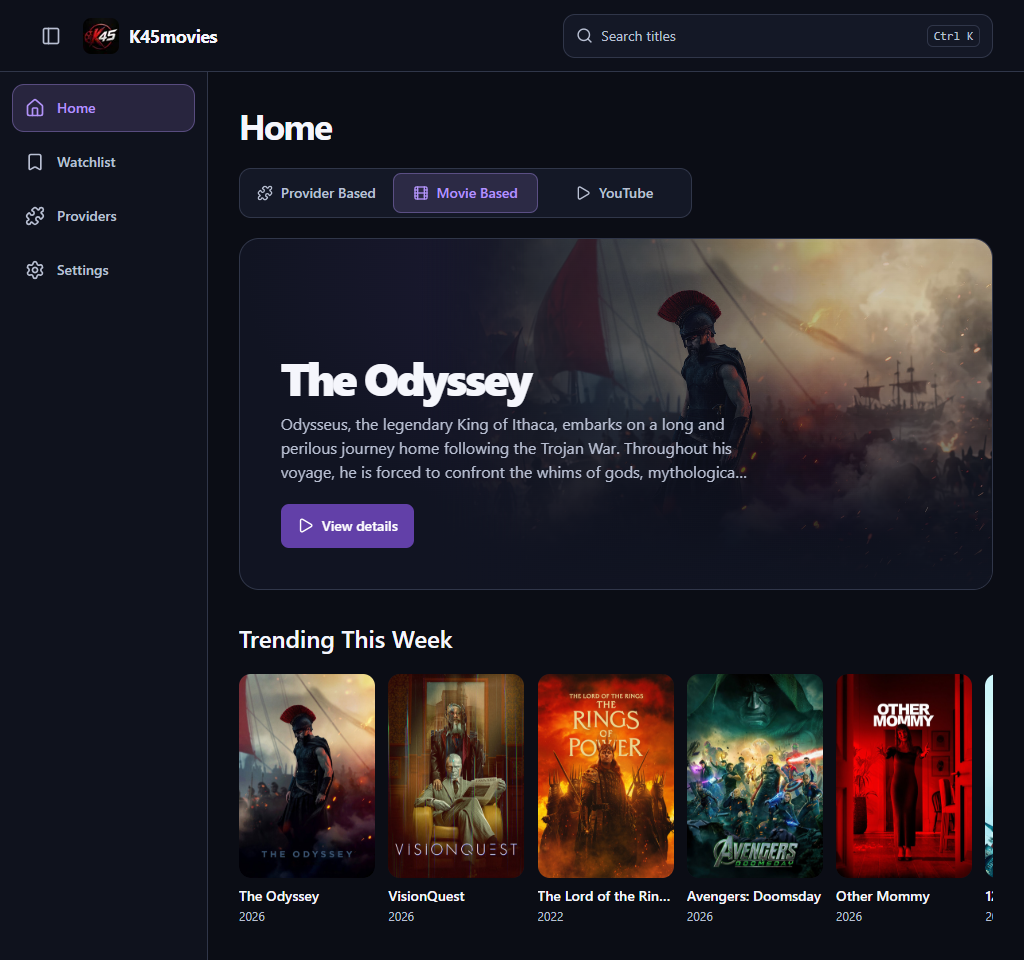 K45
K45movies
Search titles
Ctrl K
Home
Watchlist
Providers
Settings
Home
Provider Based
Movie Based
YouTube
The Odyssey
Odysseus, the legendary King of Ithaca, embarks on a long and
perilous journey home following the Trojan War. Throughout his
voyage, he is forced to confront the whims of gods, mythologica...
View details
Trending This Week
THE ODYSSEY
VISIONQUEST
THE LORD OF THE RINGS
THE
RINGS
OF
POWER
AVENGERS
DOOMSDAY
OTHER
MOMMY
The Odyssey
2026
VisionQuest
2026
The Lord of the Rin...
2022
Avengers: Doomsday
2026
Other Mommy
2026